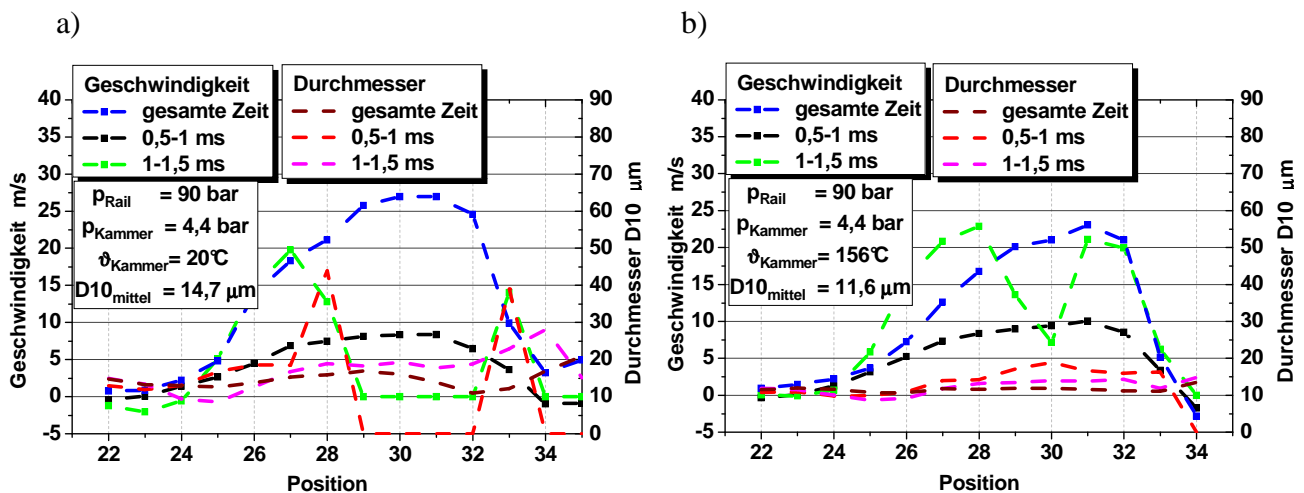 a)
Geschwindigkeit
gesamte Zeit
0,5-1 ms
1-1,5 ms
Durchmesser
gesamte Zeit
0,5-1 ms
1-1,5 ms
pRail = 90 bar
pKammer = 4,4 bar
ϑKammer= 20°C
D10mittel = 14,7 µm
40
35
30
25
20
15
10
5
0
-5
Geschwindigkeit m/s
90
80
70
60
50
40
30
20
10
0
Durchmesser D10 µm
22 24 26 28 30 32 34
Position
b)
Geschwindigkeit
gesamte Zeit
0,5-1 ms
1-1,5 ms
Durchmesser
gesamte Zeit
0,5-1 ms
1-1,5 ms
pRail = 90 bar
pKammer = 4,4 bar
ϑKammer= 156°C
D10mittel = 11,6 µm
40
35
30
25
20
15
10
5
0
-5
Geschwindigkeit m/s
90
80
70
60
50
40
30
20
10
0
Durchmesser D10 µm
22 24 26 28 30 32 34
Position